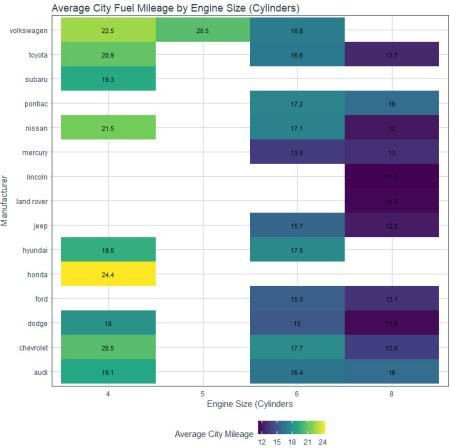 Average City Fuel Mileage by Engine Size (Cylinders)
Manufacturer
volkswagen 22.5 20.5 16.8
toyota 20.9 16.6 12.7
subaru 19.3
pontiac 17.2 16
nissan 21.5 17.1 12
mercury 13.5 13
lincoln
land rover
jeep 15.7 12.2
hyundai 18.5 17.5
honda 24.4
ford 15.3 13.1
dodge 18 15
chevrolet 20.5 17.7 13.6
audi 19.1 16.4 16
4 5 6 8
Engine Size (Cylinders
Average City Mileage
12 15 18 21 24